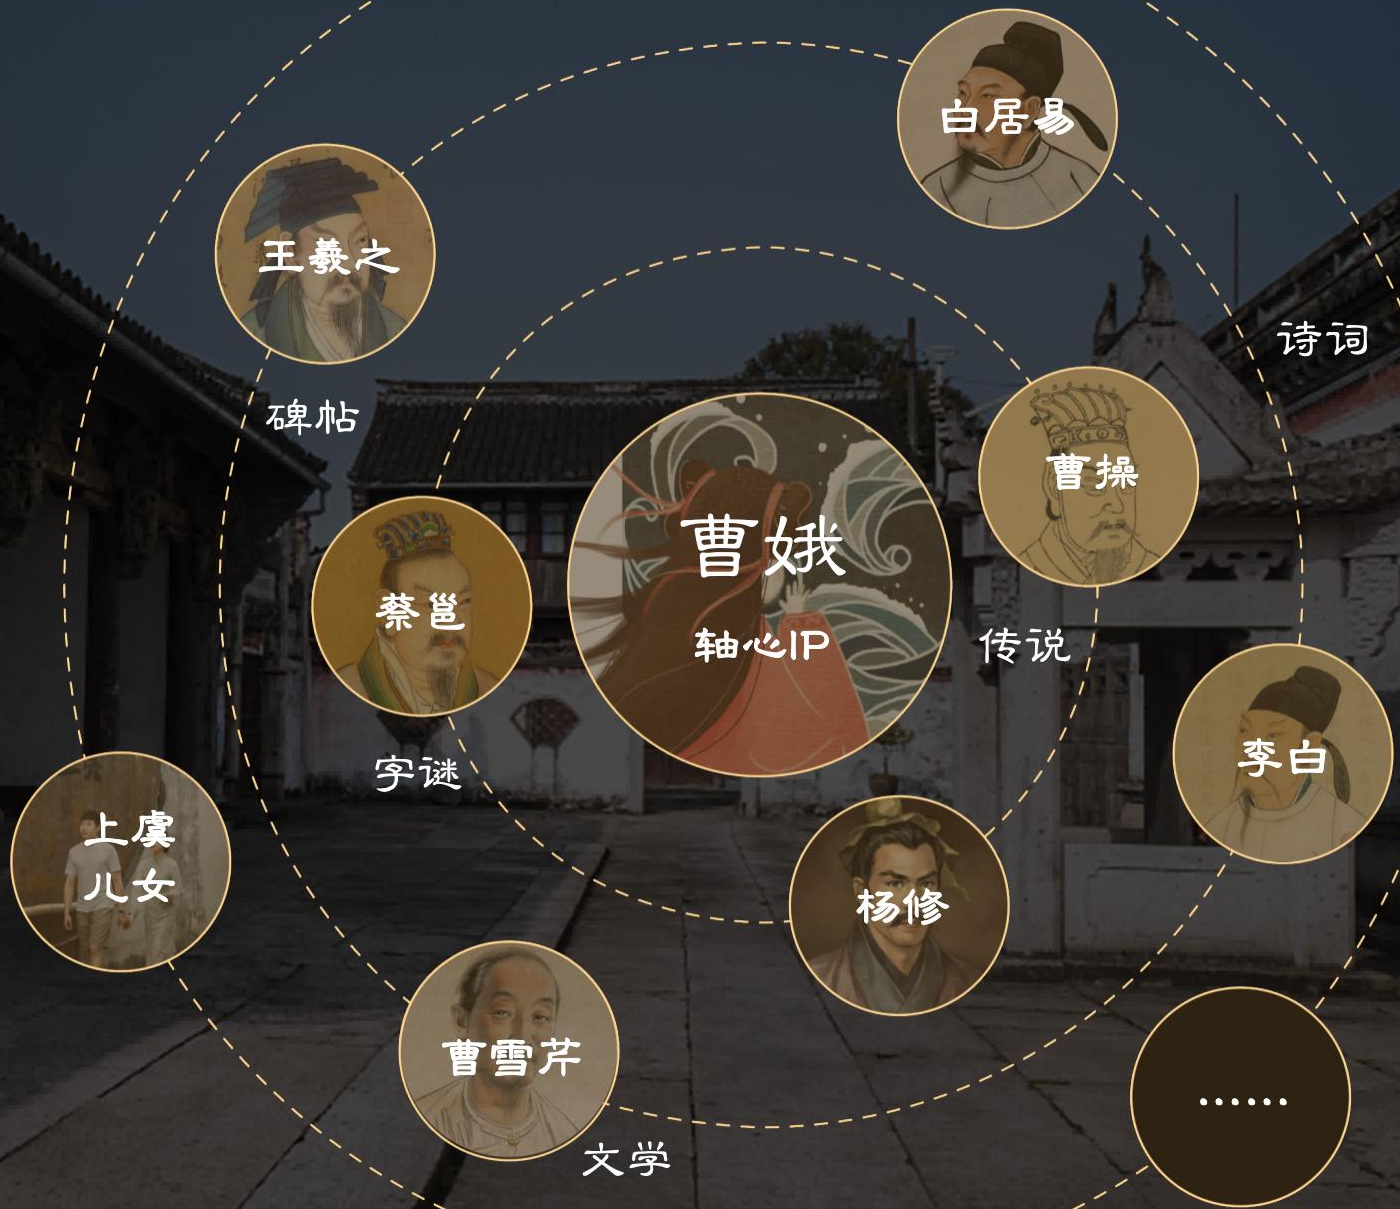 白居易
王羲之
诗词
碑帖
曹操
曹娥
轴心IP
蔡邕
传说
字谜
李白
上虞
儿女
杨修
曹雪芹
……
文学